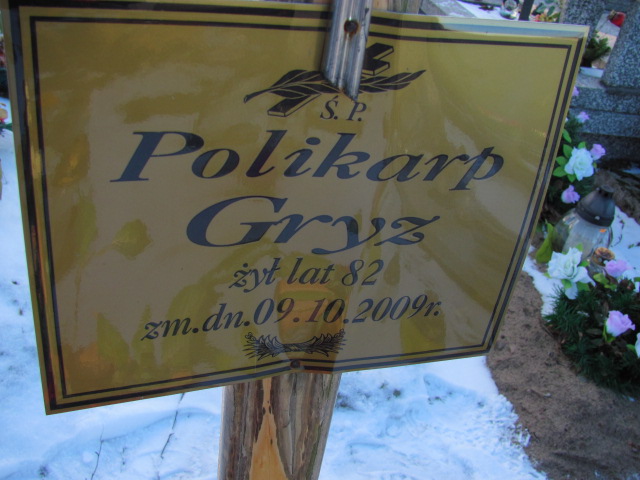 Ś. P.
Polikarp
Gryz
żył lat 82
zm.dn.09.10.2009r.